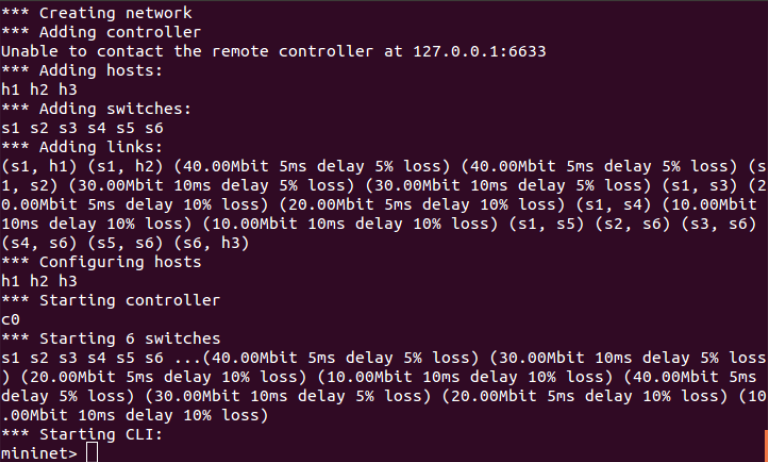 *** Creating network
*** Adding controller
Unable to contact the remote controller at 127.0.0.1:6633
*** Adding hosts:
h1 h2 h3
*** Adding switches:
s1 s2 s3 s4 s5 s6
*** Adding links:
(s1, h1) (s1, h2) (40.00Mbit 5ms delay 5% loss) (40.00Mbit 5ms delay 5% loss) (s
1, s2) (30.00Mbit 10ms delay 5% loss) (30.00Mbit 10ms delay 5% loss) (s1, s3) (2
0.00Mbit 5ms delay 10% loss) (20.00Mbit 5ms delay 10% loss) (s1, s4) (10.00Mbit
10ms delay 10% loss) (10.00Mbit 10ms delay 10% loss) (s1, s5) (s2, s6) (s3, s6)
(s4, s6) (s5, s6) (s6, h3)
*** Configuring hosts
h1 h2 h3
*** Starting controller
c0
*** Starting 6 switches
s1 s2 s3 s4 s5 s6 ...(40.00Mbit 5ms delay 5% loss) (30.00Mbit 10ms delay 5% loss
) (20.00Mbit 5ms delay 10% loss) (10.00Mbit 10ms delay 10% loss) (40.00Mbit 5ms
delay 5% loss) (30.00Mbit 10ms delay 5% loss) (20.00Mbit 5ms delay 10% loss) (10
.00Mbit 10ms delay 10% loss)
*** Starting CLI:
mininet>